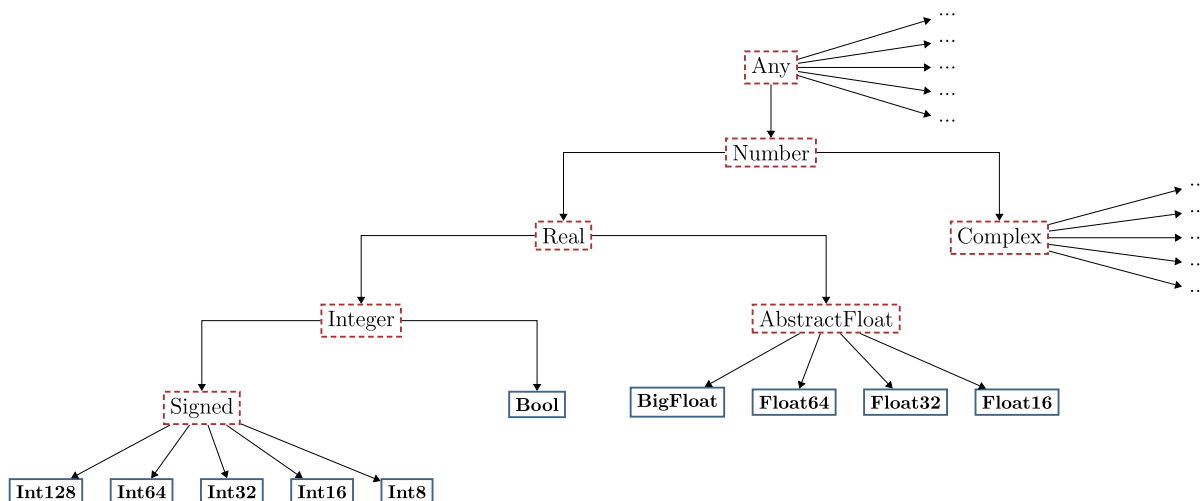 ...
...
Any
...
...
...
Number
...
...
Real
Complex
...
...
...
Integer
AbstractFloat
Signed
Bool
BigFloat
Float64
Float32
Float16
Int128
Int64
Int32
Int16
Int8